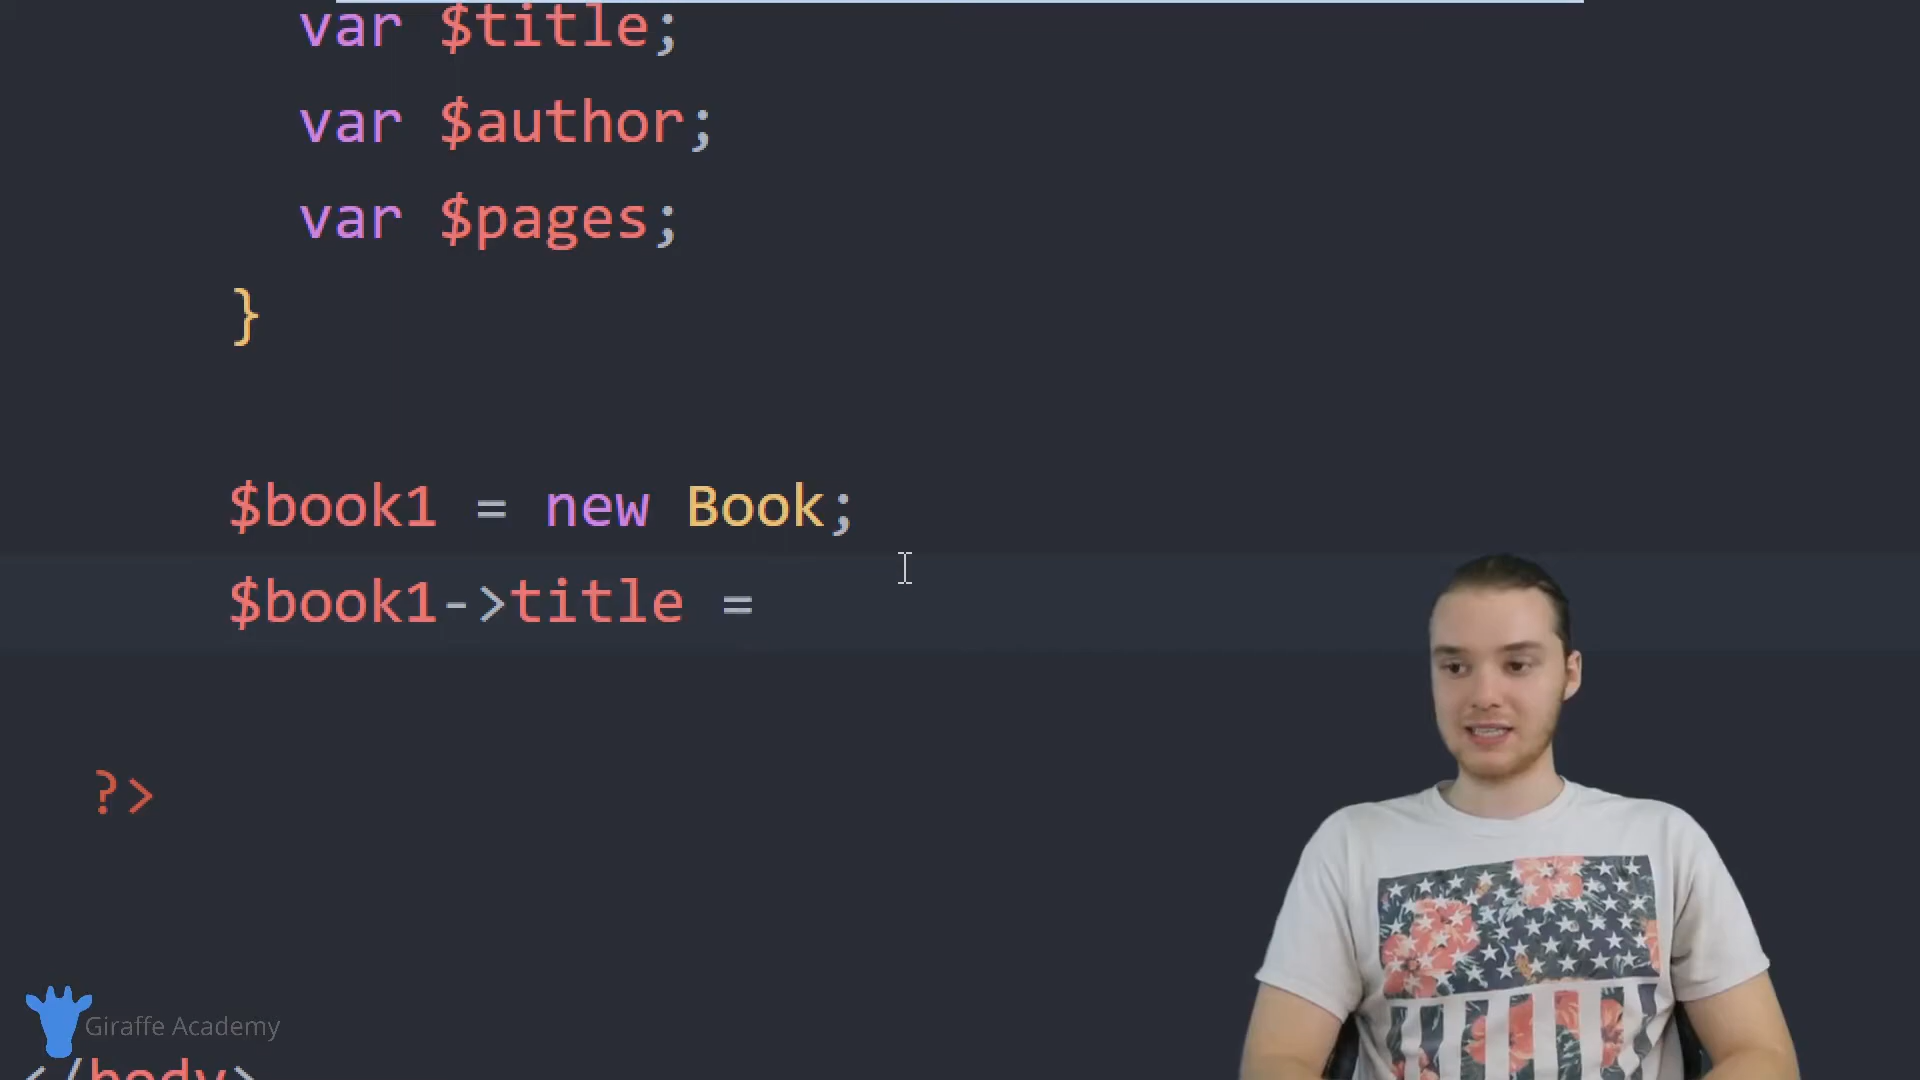 var $title;
var $author;
var $pages;
}
$book1 = new Book;
$book1->title =
?>
Giraffe Academy
</body>